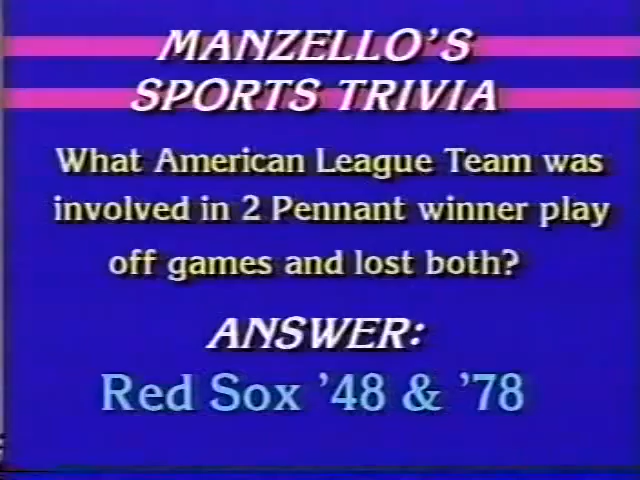 MANZELLO'S
SPORTS TRIVIA
What American League Team was
involved in 2 Pennant winner play
off games and lost both?
ANSWER:
Red Sox '48 & '78